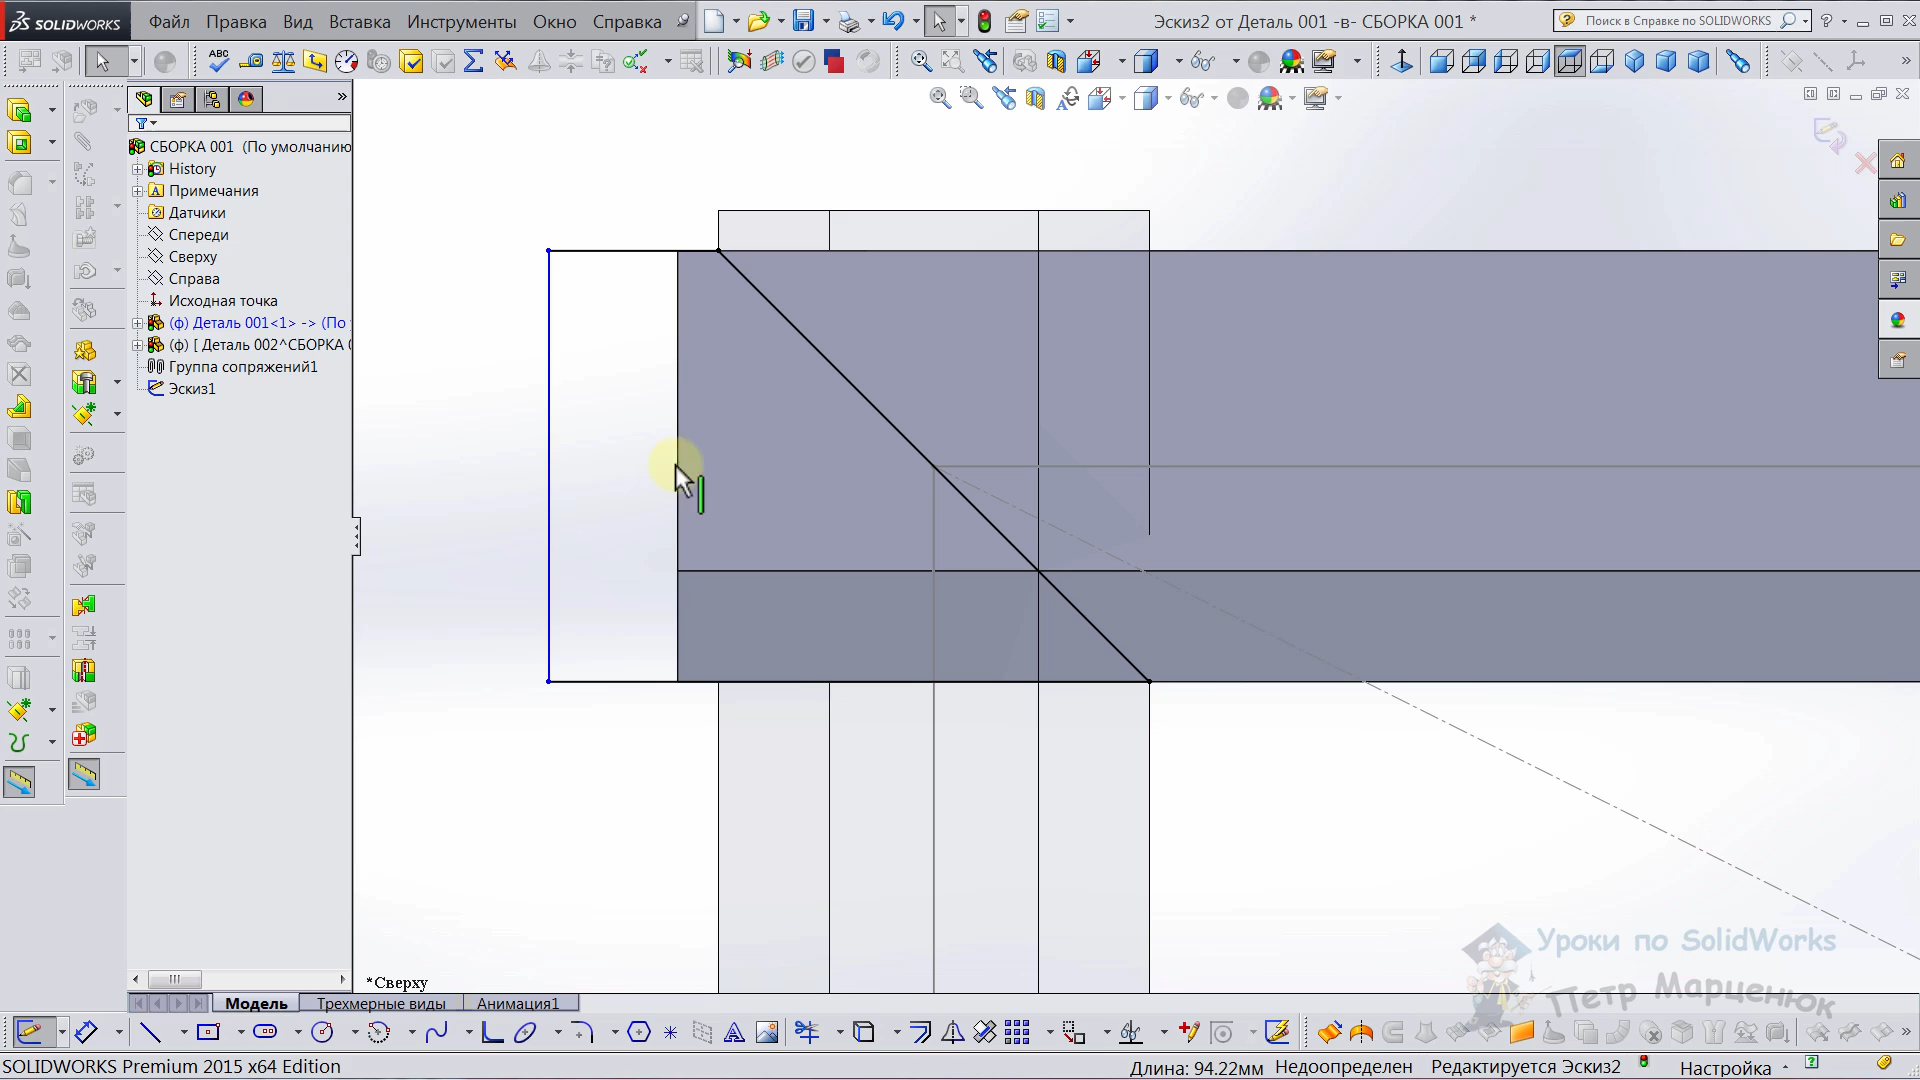 SOLIDWORKS Файл Правка Вид Вставка Инструменты Окно Справка Эскиз2 от Деталь 001 -в- СБОРКА 001 * Поиск в Справке по SOLIDWORKS
ABC
СБОРКА 001 (По умолчанию
History
Примечания
Датчики
Спереди
Сверху
Справа
Исходная точка
(ф) Деталь 001<1> -> (По
(ф) [ Деталь 002^СБОРКА 0
Группа сопряжений1
Эскиз1
*Сверху
Уроки по SolidWorks
Петр Марценюк
Модель Трехмерные виды Анимация1
SOLIDWORKS Premium 2015 x64 Edition Длина: 94.22мм Недоопределен Редактируется Эскиз2 Настройка